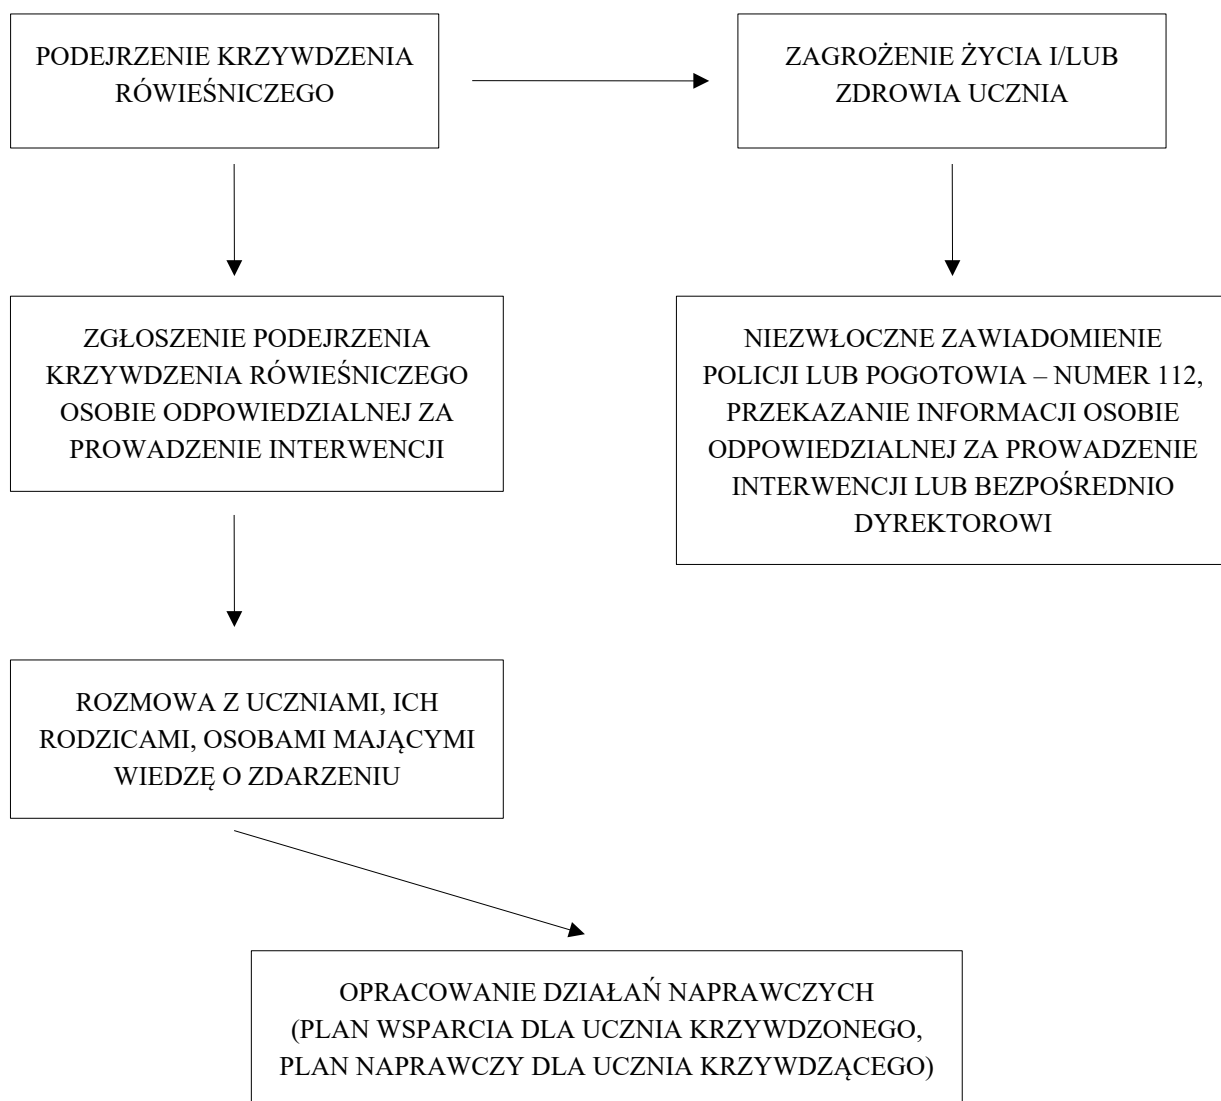 PODEJRZENIE KRZYWDZENIA
RÓWIEŚNICZEGO
ZAGROŻENIE ŻYCIA I/LUB
ZDROWIA UCZNIA
ZGŁOSZENIE PODEJRZENIA
KRZYWDZENIA RÓWIEŚNICZEGO
OSOBIE ODPOWIEDZIALNEJ ZA
PROWADZENIE INTERWENCJI
NIEZWŁOCZNE ZAWIADOMIENIE
POLICJI LUB POGOTOWIA – NUMER 112,
PRZEKAZANIE INFORMACJI OSOBIE
ODPOWIEDZIALNEJ ZA PROWADZENIE
INTERWENCJI LUB BEZPOŚREDNIO
DYREKTOROWI
ROZMOWA Z UCZNIAMI, ICH
RODZICAMI, OSOBAMI MAJĄCYMI
WIEDZĘ O ZDARZENIU
OPRACOWANIE DZIAŁAŃ NAPRAWCZYCH
(PLAN WSPARCIA DLA UCZNIA KRZYWDZONEGO,
PLAN NAPRAWCZY DLA UCZNIA KRZYWDZĄCEGO)